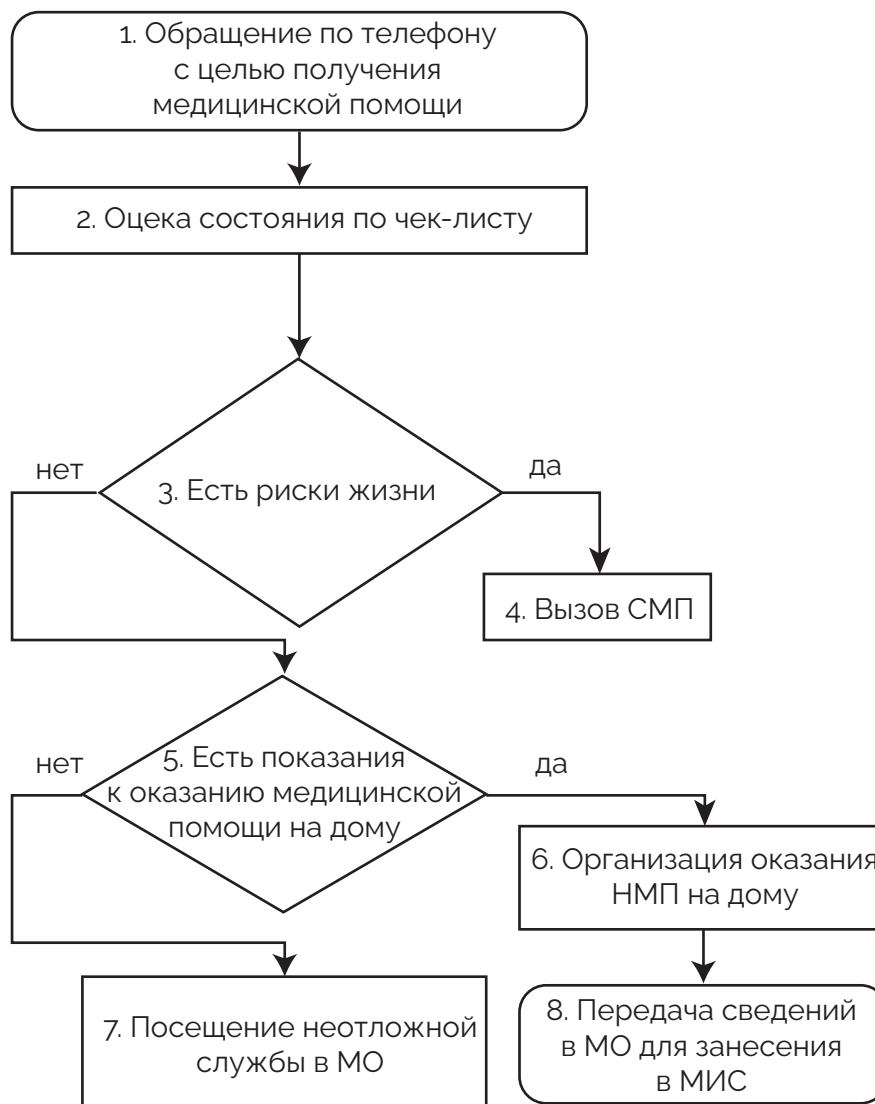 1. Обращение по телефону
с целью получения
медицинской помощи
2. Оцека состояния по чек-листу
нет
да
3. Есть риски жизни
4. Вызов СМП
нет
да
5. Есть показания
к оказанию медицинской
помощи на дому
6. Организация оказания
НМП на дому
7. Посещение неотложной
службы в МО
8. Передача сведений
в МО для занесения
в МИС